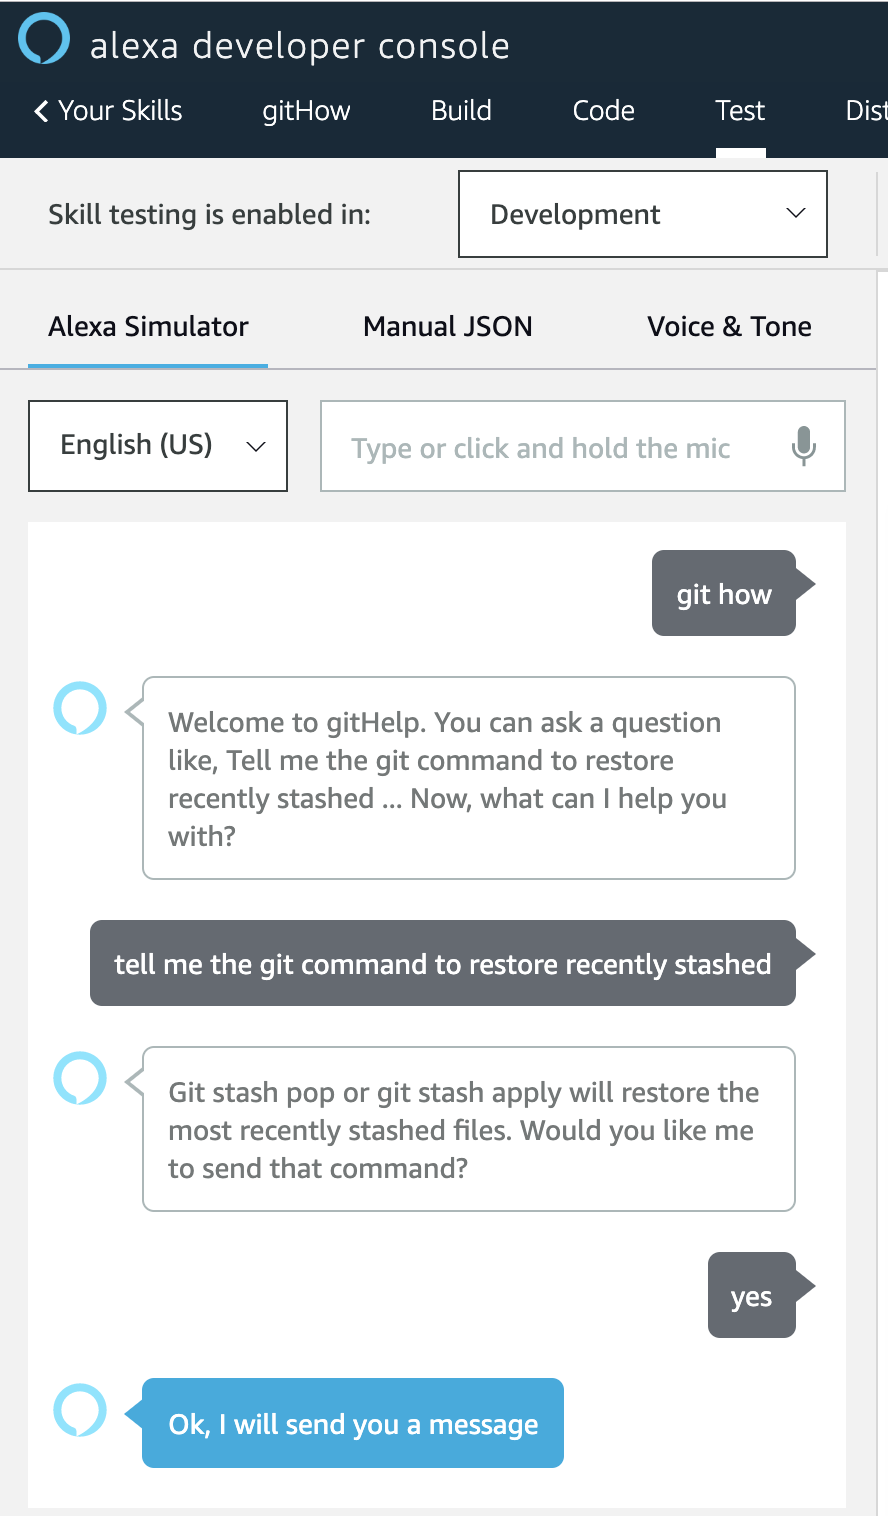 alexa developer console
Your Skills gitHow Build Code Test Dist
Skill testing is enabled in: Development
Alexa Simulator Manual JSON Voice & Tone
English (US) Type or click and hold the mic
git how
Welcome to gitHelp. You can ask a question
like, Tell me the git command to restore
recently stashed ... Now, what can I help you
with?
tell me the git command to restore recently stashed
Git stash pop or git stash apply will restore the
most recently stashed files. Would you like me
to send that command?
yes
Ok, I will send you a message